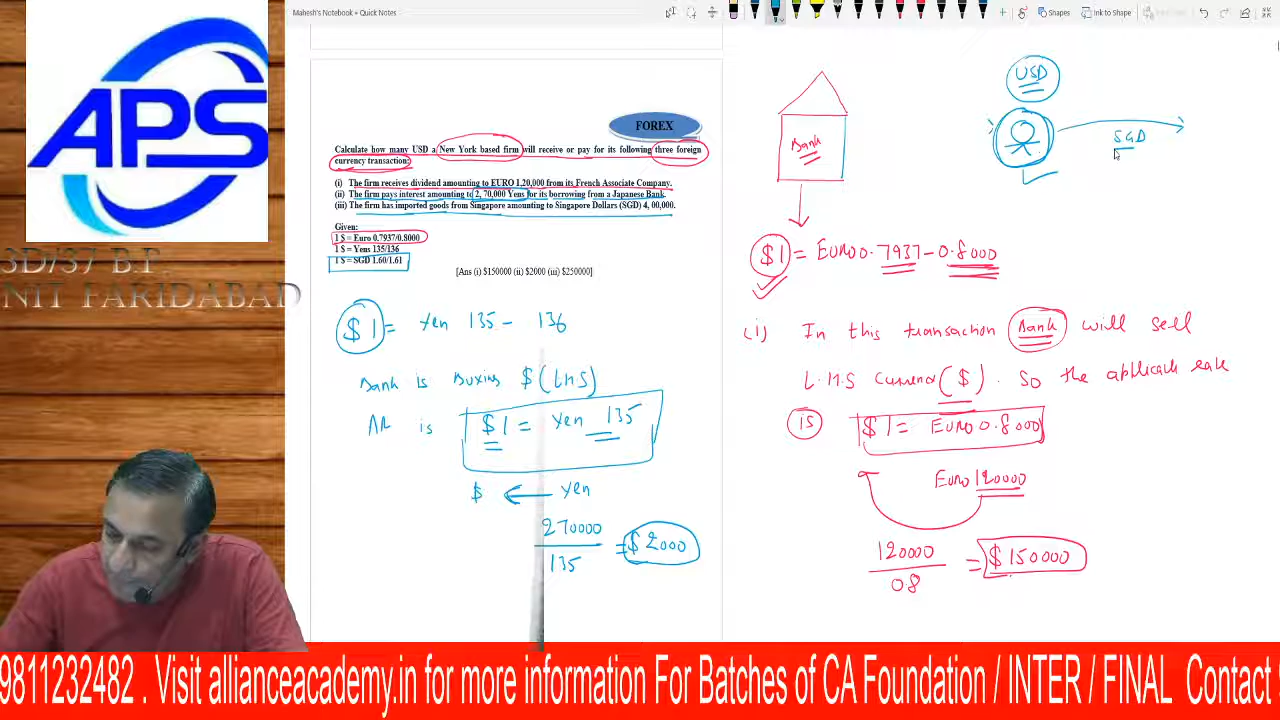 Mahesh's Notebook • Quick Notes
Shapes
Ink to Shape
APS
3D/37 B.P.
NIT FARIDABAD
FOREX
Calculate how many USD a New York based firm will receive or pay for its following three foreign
currency transaction:
(i) The firm receives dividend amounting to EURO 1,20,000 from its French Associate Company.
(ii) The firm pays interest amounting to 2, 70,000 Yens for its borrowing from a Japanese Bank.
(iii) The firm has imported goods from Singapore amounting to Singapore Dollars (SGD) 4, 00,000.
Given:
1 $ = Euro 0.7937/0.8000
1 $ = Yens 135/136
1 $ = SGD 1.60/1.61
[Ans (i) $150000 (ii) $2000 (iii) $250000]
$1 = Yen 135 - 136
Bank is Buying $ (LHS)
AR is $1 = Yen 135
$ ← Yen
270000
135
= $2000
Bank
USD
SGD
$1 = EURO 0.7937 - 0.8000
(i) In this transaction Bank will sell
L.H.S currency ($). So the applicable rate
is $1 = EURO 0.8000
EURO 120000
120000
0.8
= $150000
9811232482 . Visit allianceacademy.in for more information For Batches of CA Foundation / INTER / FINAL Contact